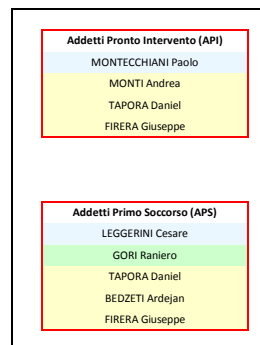 Addetti Pronto Intervento (API)
MONTECCHIANI Paolo
MONTI Andrea
TAPORA Daniel
FIRERA Giuseppe
Addetti Primo Soccorso (APS)
LEGGERINI Cesare
GORI Raniero
TAPORA Daniel
BEDZETI Ardejan
FIRERA Giuseppe